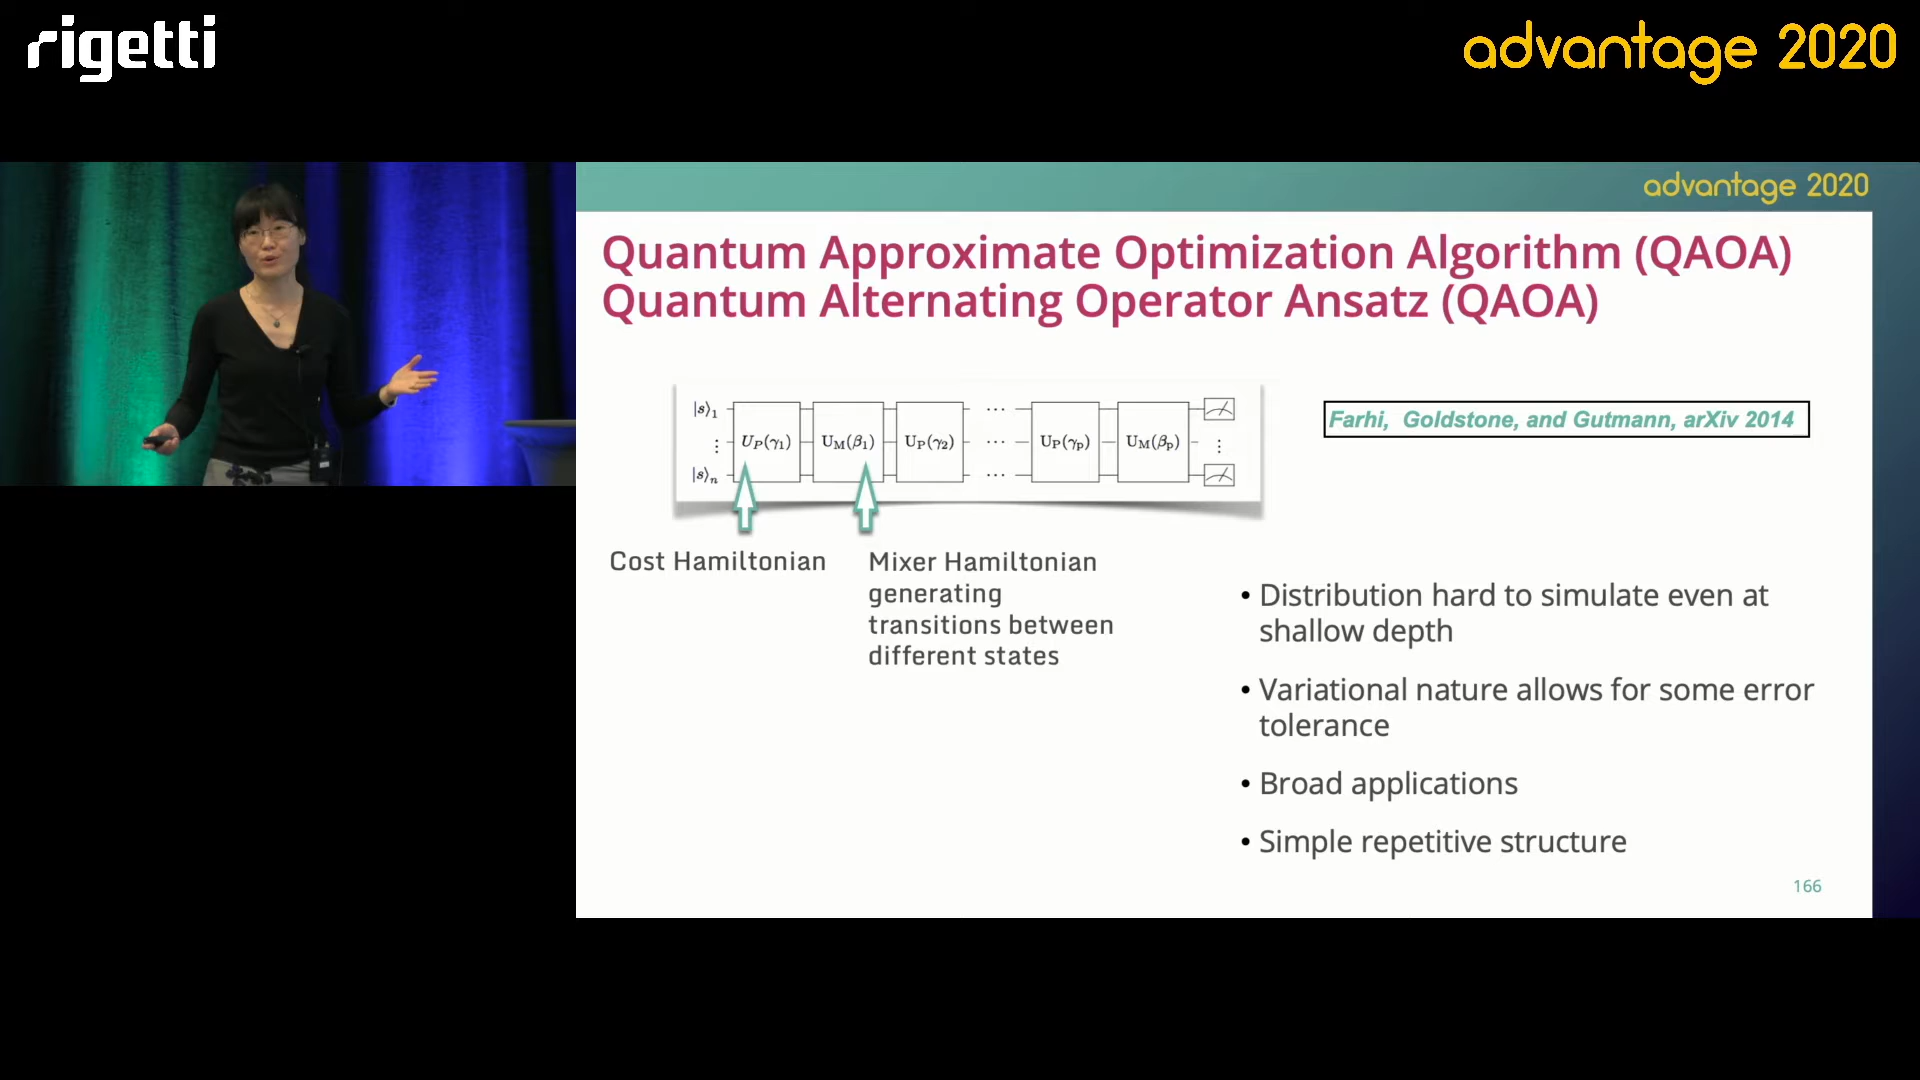 rigetti
advantage 2020
advantage 2020
Quantum Approximate Optimization Algorithm (QAOA)
Quantum Alternating Operator Ansatz (QAOA)
|s⟩₁ U_P(γ₁) U_M(β₁) U_P(γ₂) ··· U_P(γ_p) U_M(β_p)
⋮ ··· ⋮
|s⟩ₙ ···
Farhi, Goldstone, and Gutmann, arXiv 2014
Cost Hamiltonian
Mixer Hamiltonian
generating
transitions between
different states
• Distribution hard to simulate even at
shallow depth
• Variational nature allows for some error
tolerance
• Broad applications
• Simple repetitive structure
166